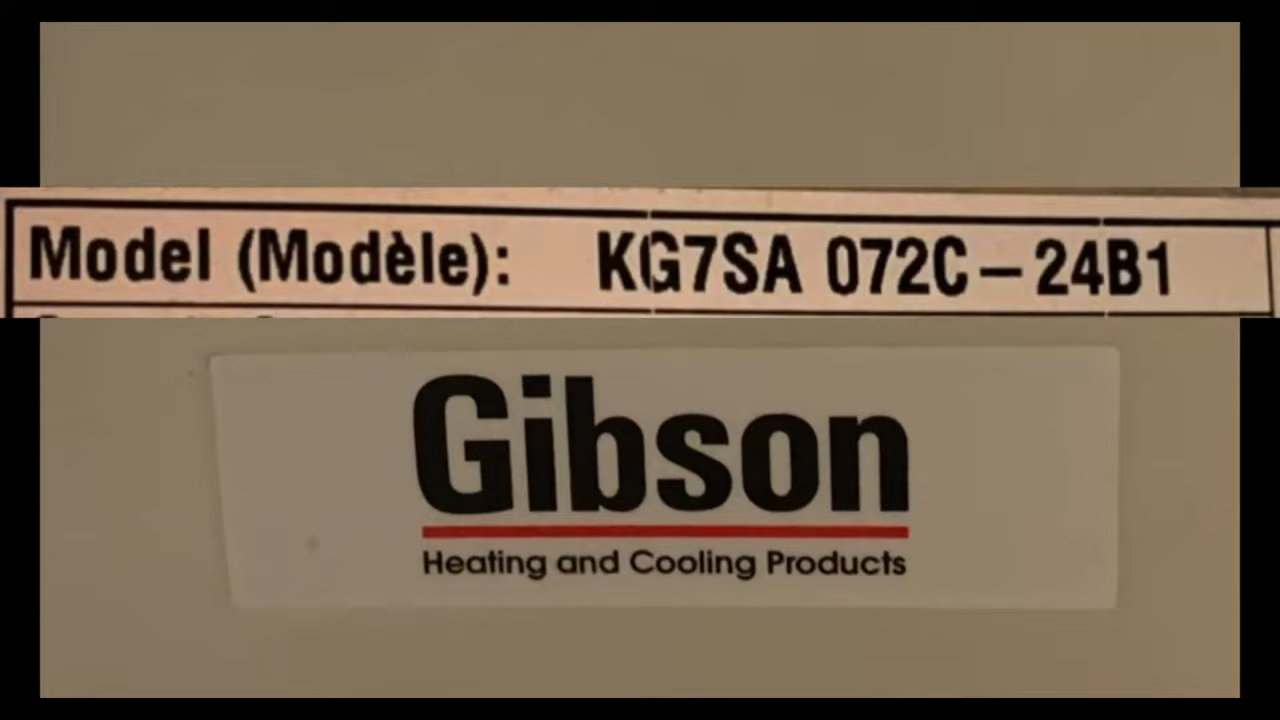 Model (Modèle): KG7SA 072C-24B1
Gibson
Heating and Cooling Products